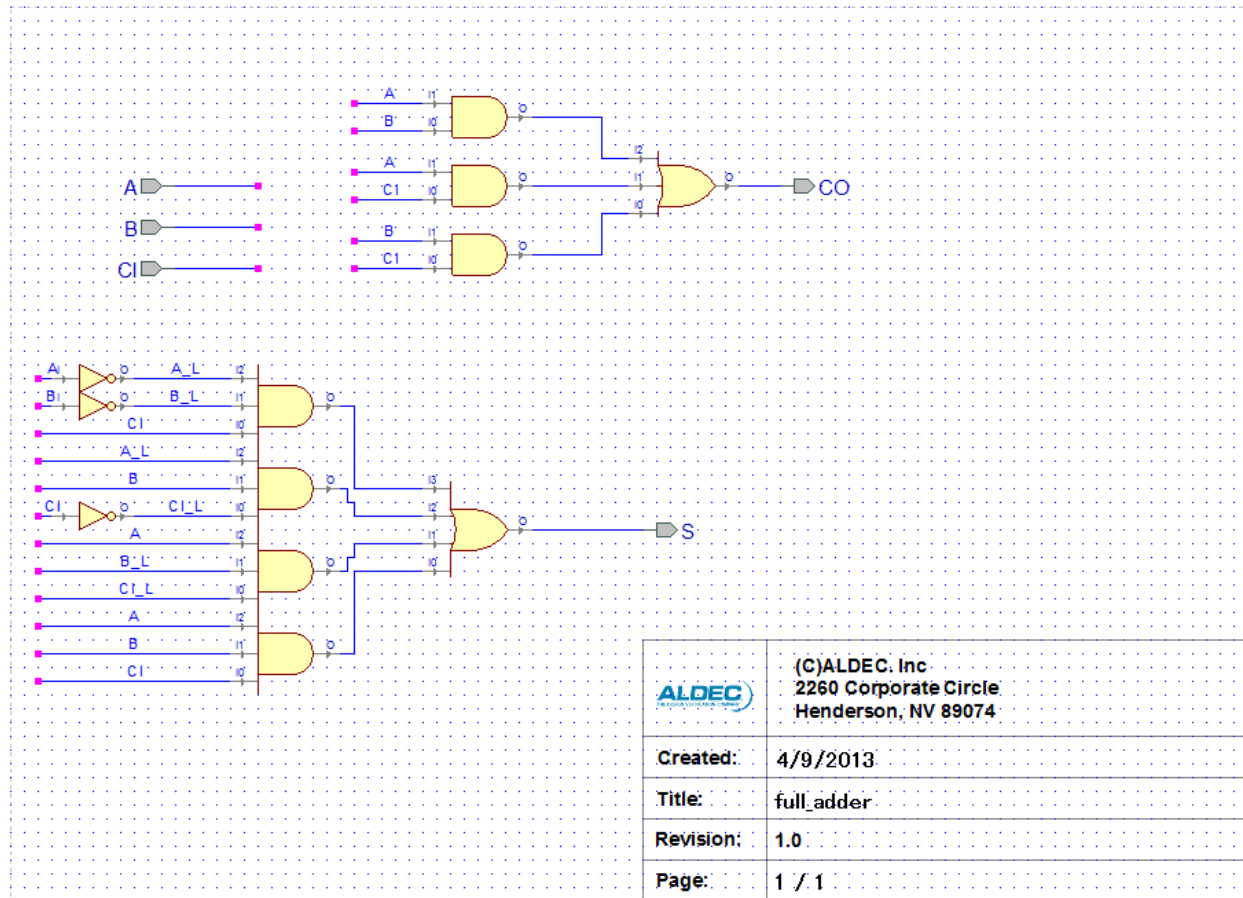 A I1 O
B I0
I2
A I1 O I1 O CO
A C1 I0
I0
B B I1 O
CI C1 I0
A I O A_L I2
B I O B_L I1 O
CI I0
A_L I2
B I1 O I3
CI O CI_L I0 I2 O S
A I2 I1
B_L I1 O I0
CI_L I0
A I2
B I1 O
CI I0
(C)ALDEC. Inc
ALDEC 2260 Corporate Circle
Henderson, NV 89074
Created: 4/9/2013
Title: full_adder
Revision: 1.0
Page: 1 / 1